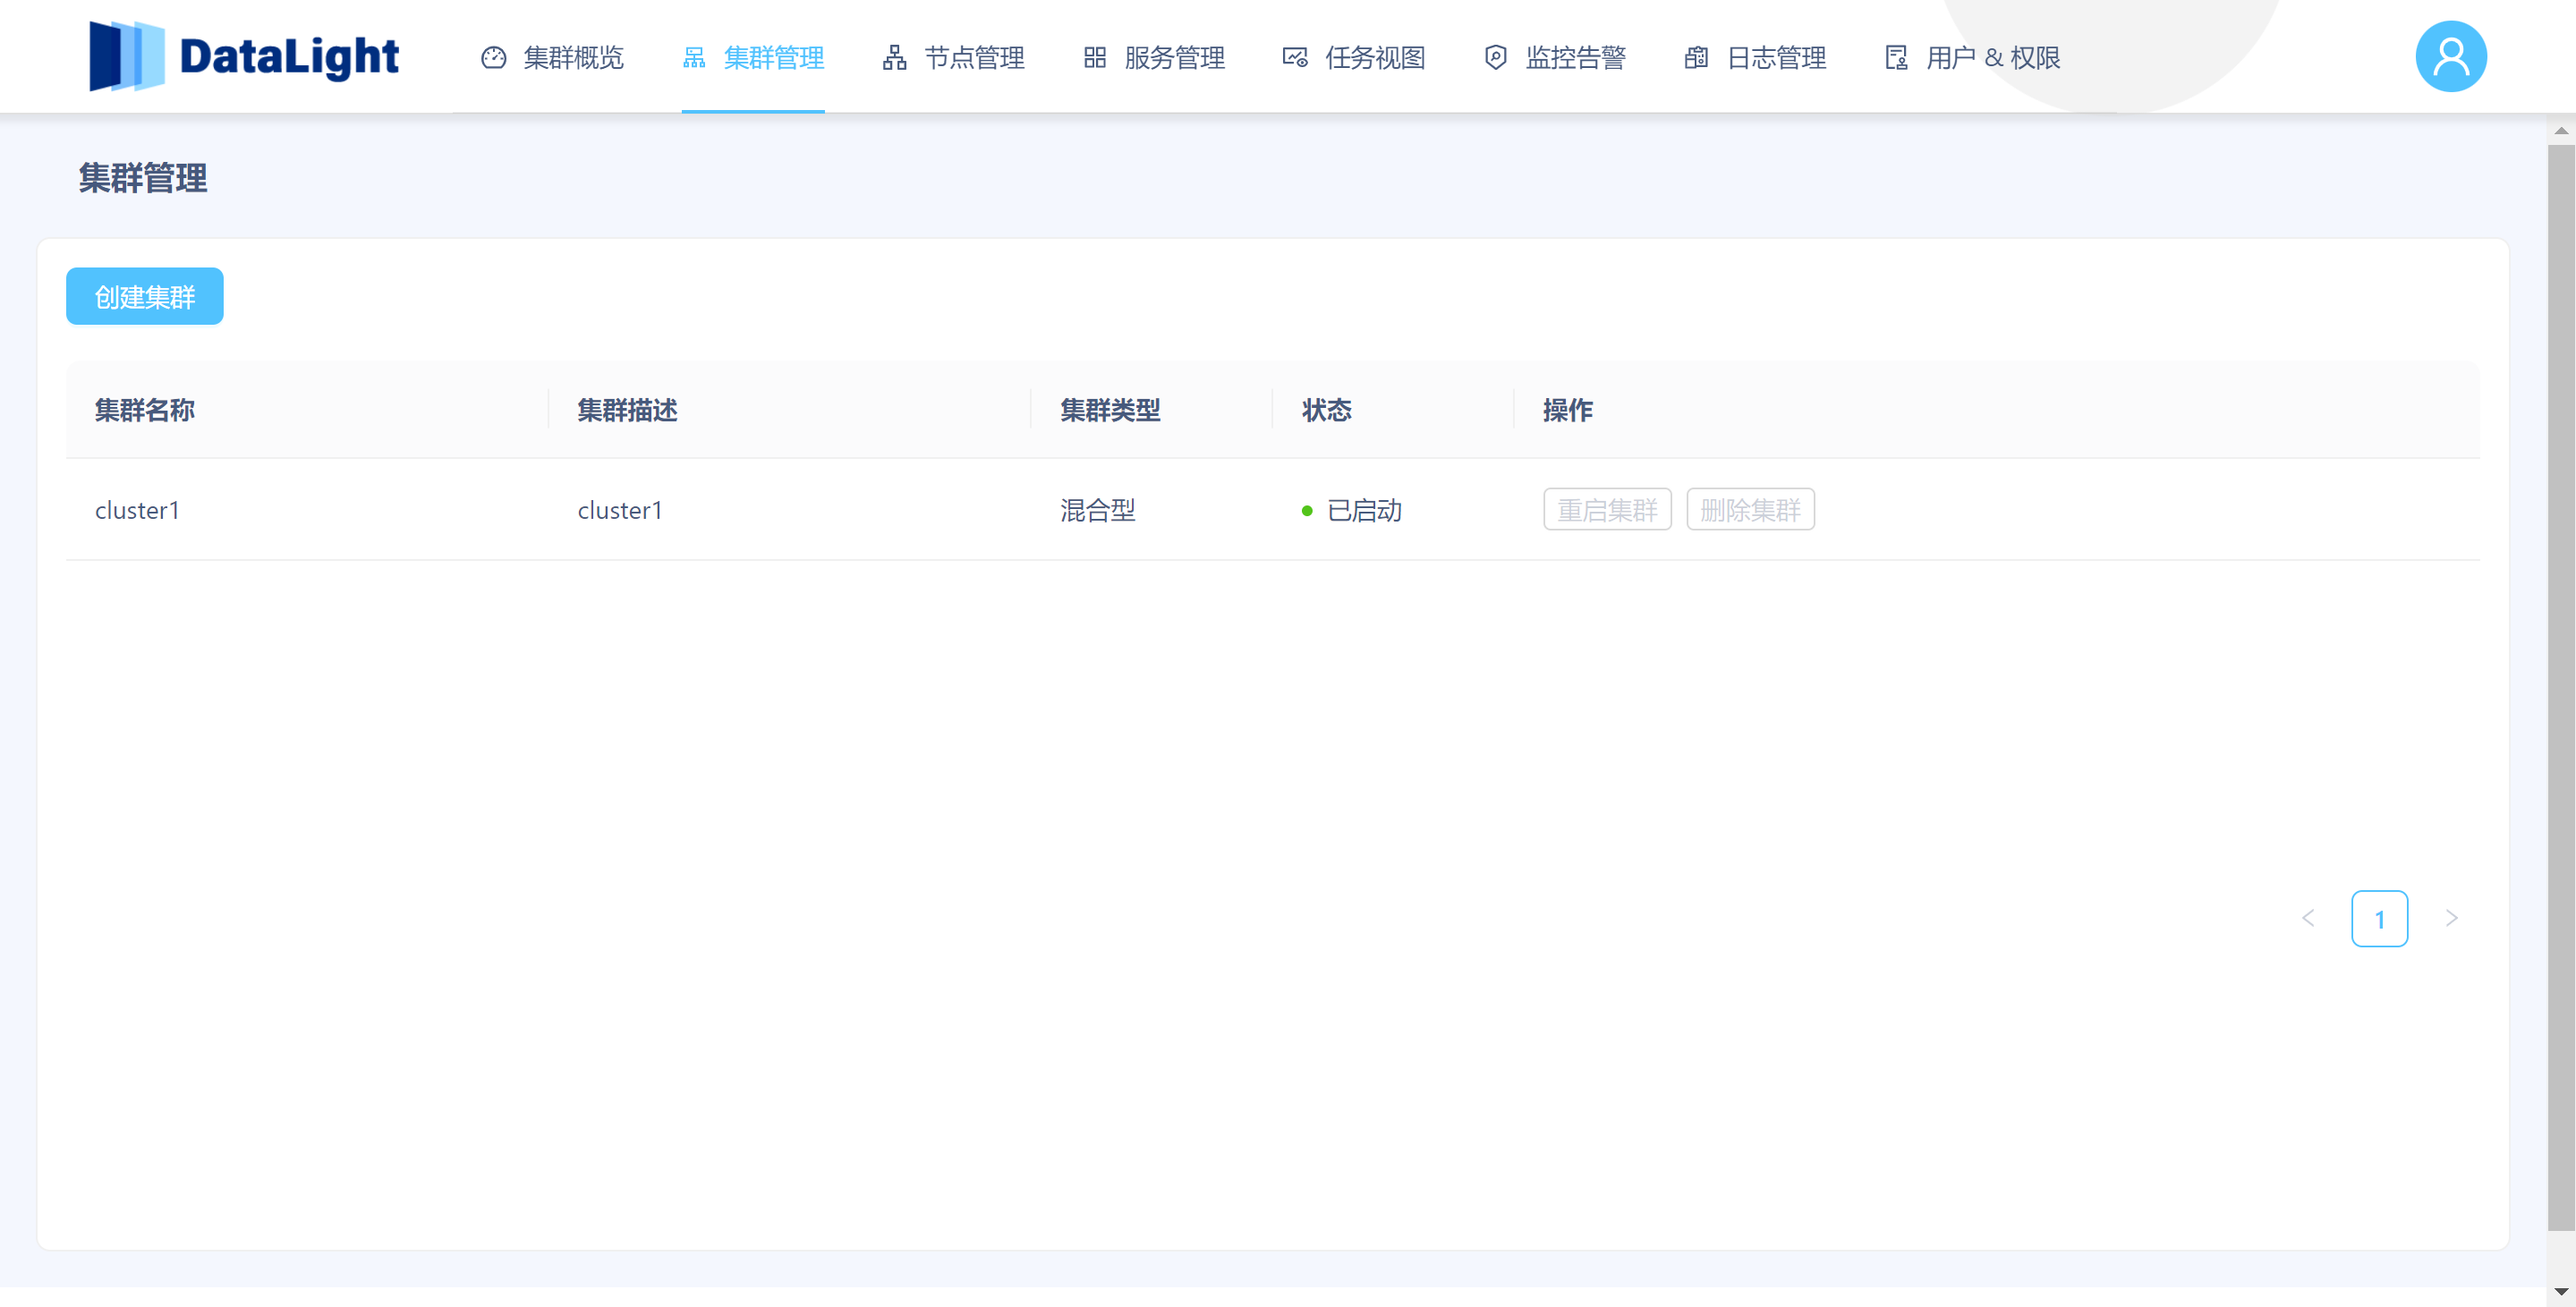 DataLight 集群概览 集群管理 节点管理 服务管理 任务视图 监控告警 日志管理 用户 & 权限
集群管理
创建集群
集群名称 集群描述 集群类型 状态 操作
cluster1 cluster1 混合型 已启动 重启集群 删除集群
1